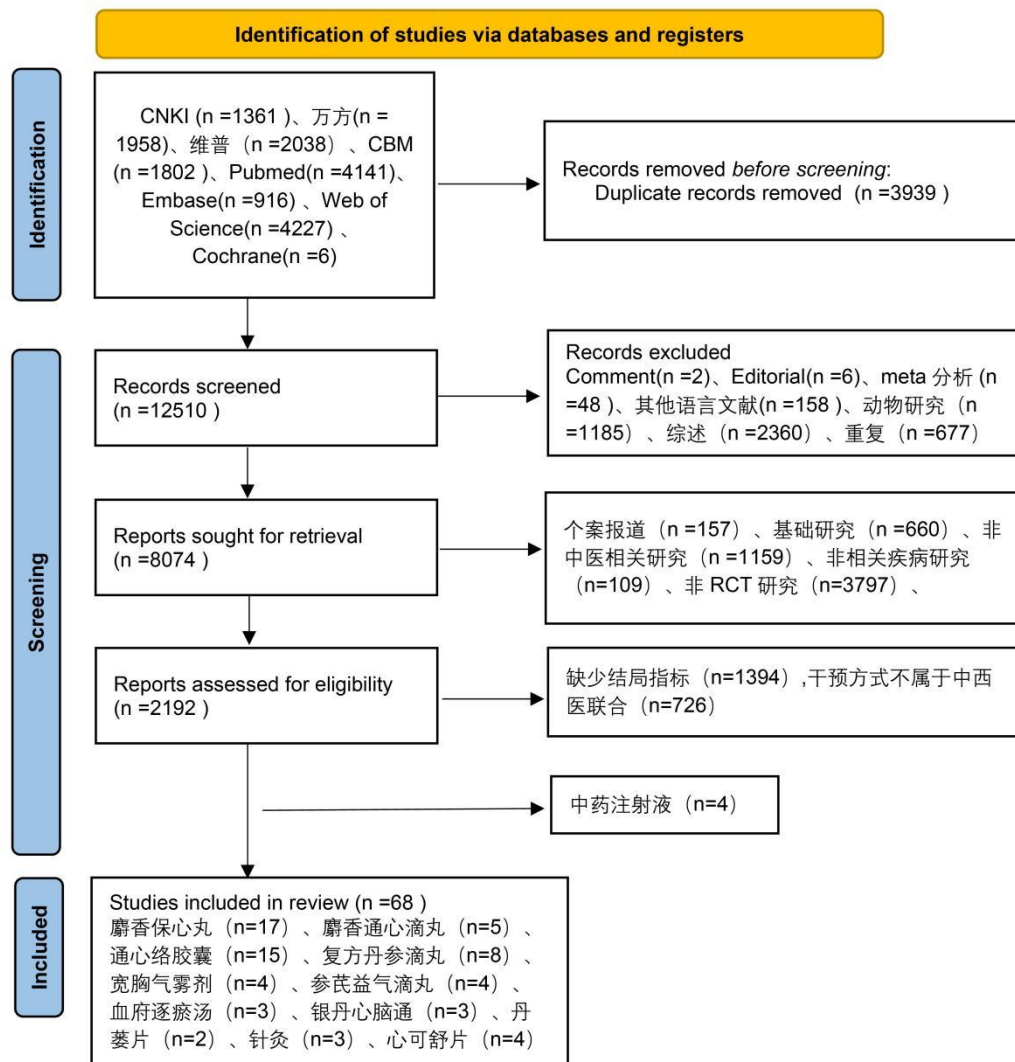 Identification of studies via databases and registers
Identification
CNKI (n =1361 )、万方(n =
1958)、维普（n =2038）、CBM
(n =1802 )、Pubmed(n =4141)、
Embase(n =916) 、Web of
Science(n =4227) 、
Cochrane(n =6)
Records removed before screening:
Duplicate records removed (n =3939 )
Screening
Records screened
(n =12510 )
Records excluded
Comment(n =2)、Editorial(n =6)、meta 分析 (n
=48 )、其他语言文献(n =158 )、动物研究（n
=1185）、综述（n =2360）、重复（n =677）
Reports sought for retrieval
(n =8074 )
个案报道（n =157）、基础研究（n =660）、非
中医相关研究（n =1159）、非相关疾病研究
（n=109）、非 RCT 研究（n=3797）、
Reports assessed for eligibility
(n =2192 )
缺少结局指标（n=1394）,干预方式不属于中西
医联合（n=726）
中药注射液（n=4）
Included
Studies included in review (n =68 )
麝香保心丸（n=17）、麝香通心滴丸（n=5）、
通心络胶囊（n=15）、复方丹参滴丸（n=8）、
宽胸气雾剂（n=4）、参芪益气滴丸（n=4）、
血府逐瘀汤（n=3）、银丹心脑通（n=3）、丹
蒌片（n=2）、针灸（n=3）、心可舒片（n=4）